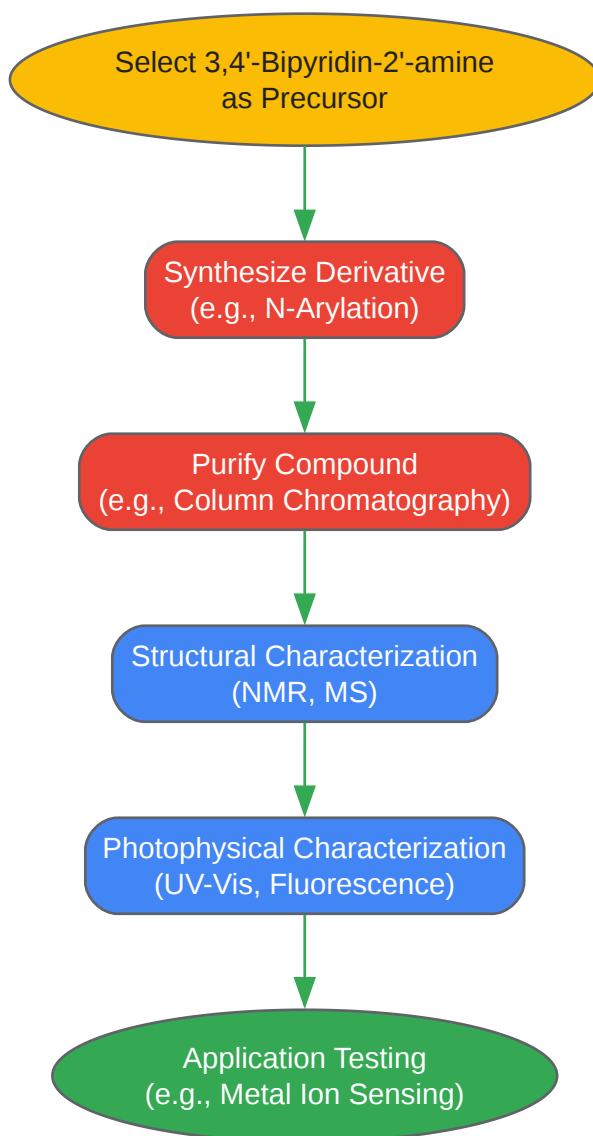 Select 3,4'-Bipyridin-2'-amine
as Precursor
Synthesize Derivative
(e.g., N-Arylation)
Purify Compound
(e.g., Column Chromatography)
Structural Characterization
(NMR, MS)
Photophysical Characterization
(UV-Vis, Fluorescence)
Application Testing
(e.g., Metal Ion Sensing)